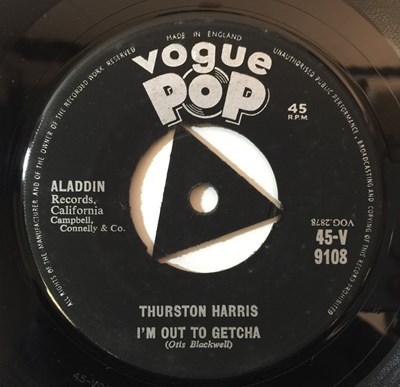 MADE IN ENGLAND
ALL RIGHTS OF THE MANUFACTURER AND OF THE OWNER OF THE RECORDED WORK RESERVED
UNAUTHORISED PUBLIC PERFORMANCE, BROADCASTING AND COPYING OF THIS RECORD PROHIBITED
vogue
POP
45
R.P.M
ALADDIN
Records,
California
Campbell,
Connelly & Co.
VOG.2878
45-V
9108
THURSTON HARRIS
I'M OUT TO GETCHA
(Otis Blackwell)